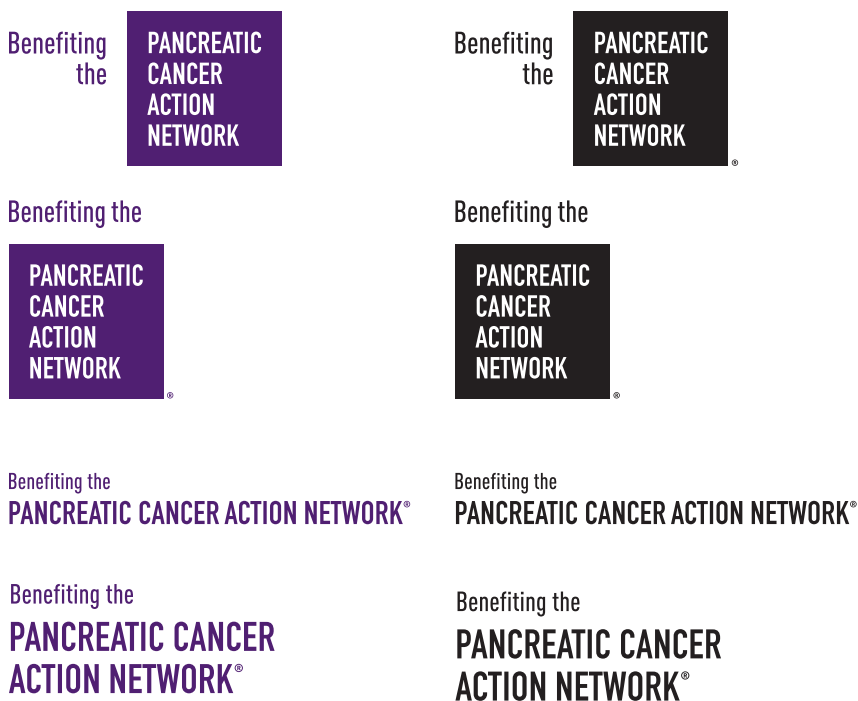 Benefiting
the
PANCREATIC
CANCER
ACTION
NETWORK
Benefiting
the
PANCREATIC
CANCER
ACTION
NETWORK
®
Benefiting the
PANCREATIC
CANCER
ACTION
NETWORK
®
Benefiting the
PANCREATIC
CANCER
ACTION
NETWORK
®
Benefiting the
PANCREATIC CANCER ACTION NETWORK®
Benefiting the
PANCREATIC CANCER ACTION NETWORK®
Benefiting the
PANCREATIC CANCER
ACTION NETWORK®
Benefiting the
PANCREATIC CANCER
ACTION NETWORK®